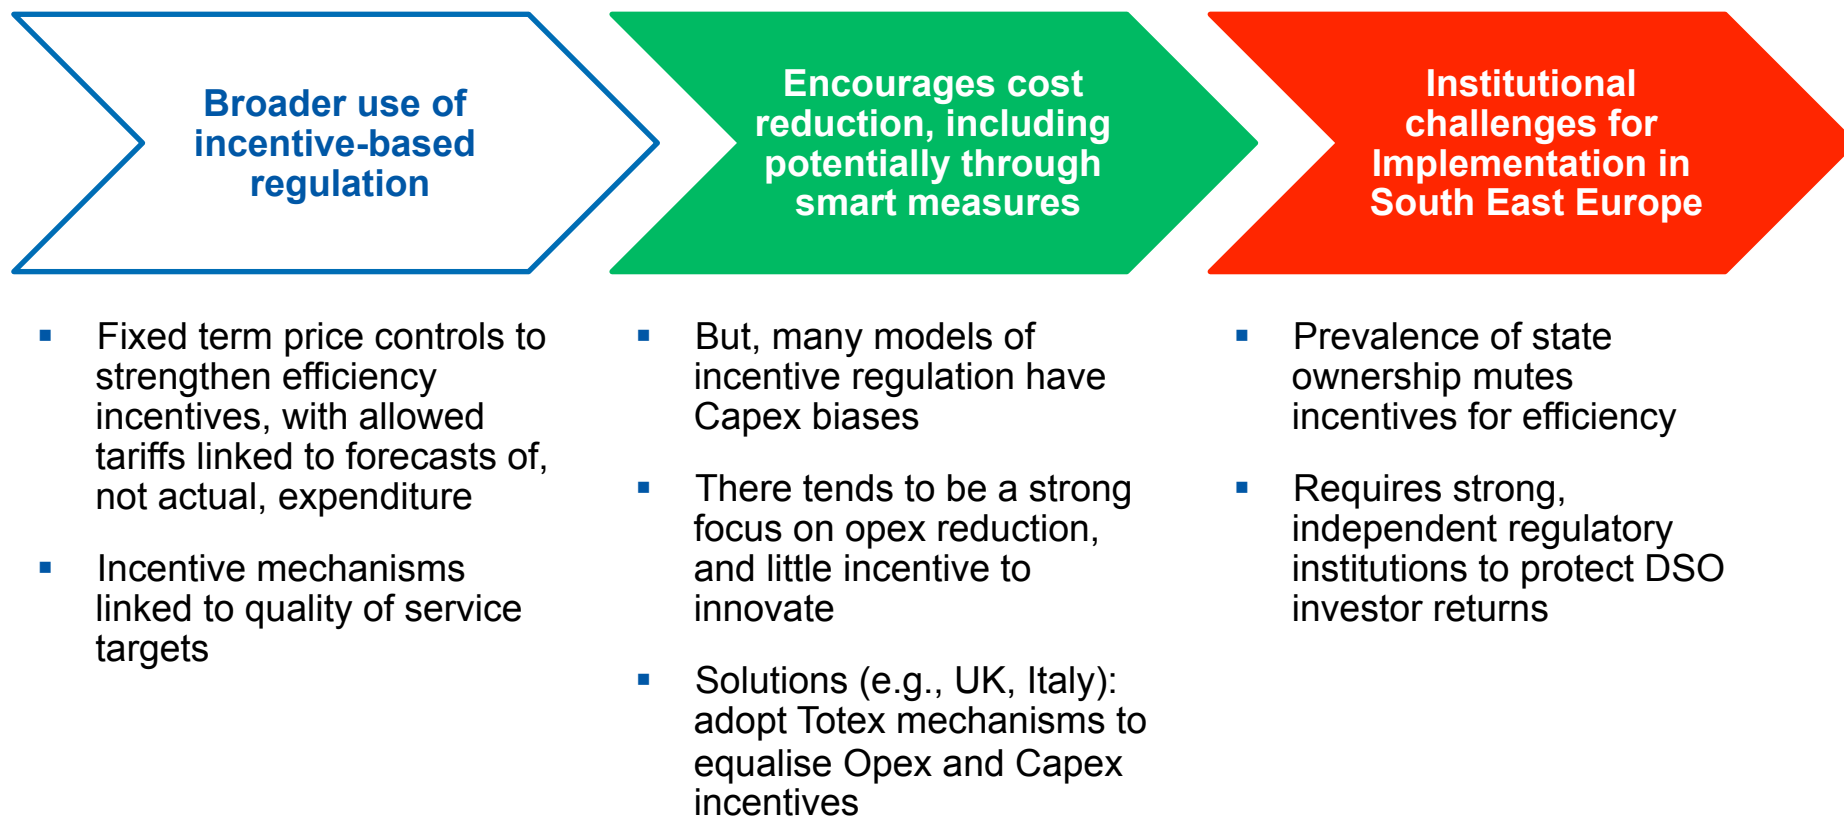 Broader use of
incentive-based
regulation
Encourages cost
reduction, including
potentially through
smart measures
Institutional
challenges for
Implementation in
South East Europe
▪ Fixed term price controls to
strengthen efficiency
incentives, with allowed
tariffs linked to forecasts of,
not actual, expenditure
▪ Incentive mechanisms
linked to quality of service
targets
▪ But, many models of
incentive regulation have
Capex biases
▪ There tends to be a strong
focus on opex reduction,
and little incentive to
innovate
▪ Solutions (e.g., UK, Italy):
adopt Totex mechanisms to
equalise Opex and Capex
incentives
▪ Prevalence of state
ownership mutes
incentives for efficiency
▪ Requires strong,
independent regulatory
institutions to protect DSO
investor returns